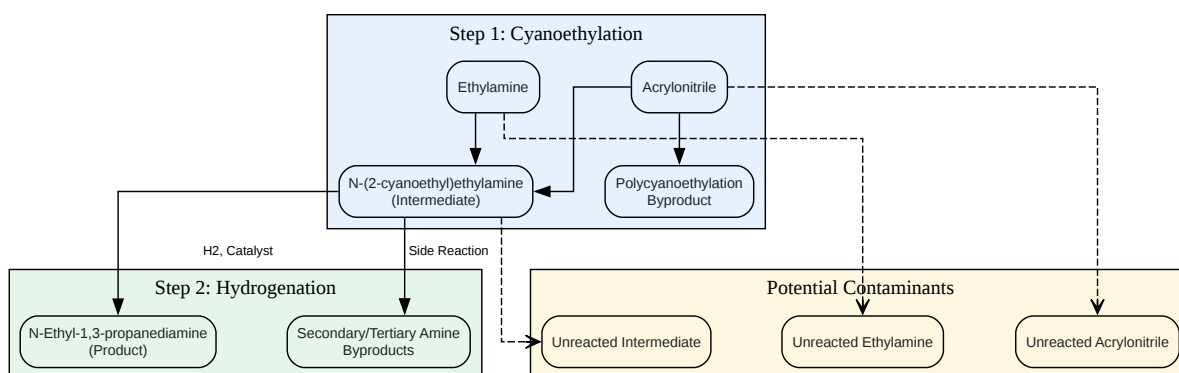 Step 1: Cyanoethylation
Ethylamine
Acrylonitrile
N-(2-cyanoethyl)ethylamine
(Intermediate)
Polycyanoethylation
Byproduct
H2, Catalyst
Side Reaction
Step 2: Hydrogenation
N-Ethyl-1,3-propanediamine
(Product)
Secondary/Tertiary Amine
Byproducts
Potential Contaminants
Unreacted Intermediate
Unreacted Ethylamine
Unreacted Acrylonitrile